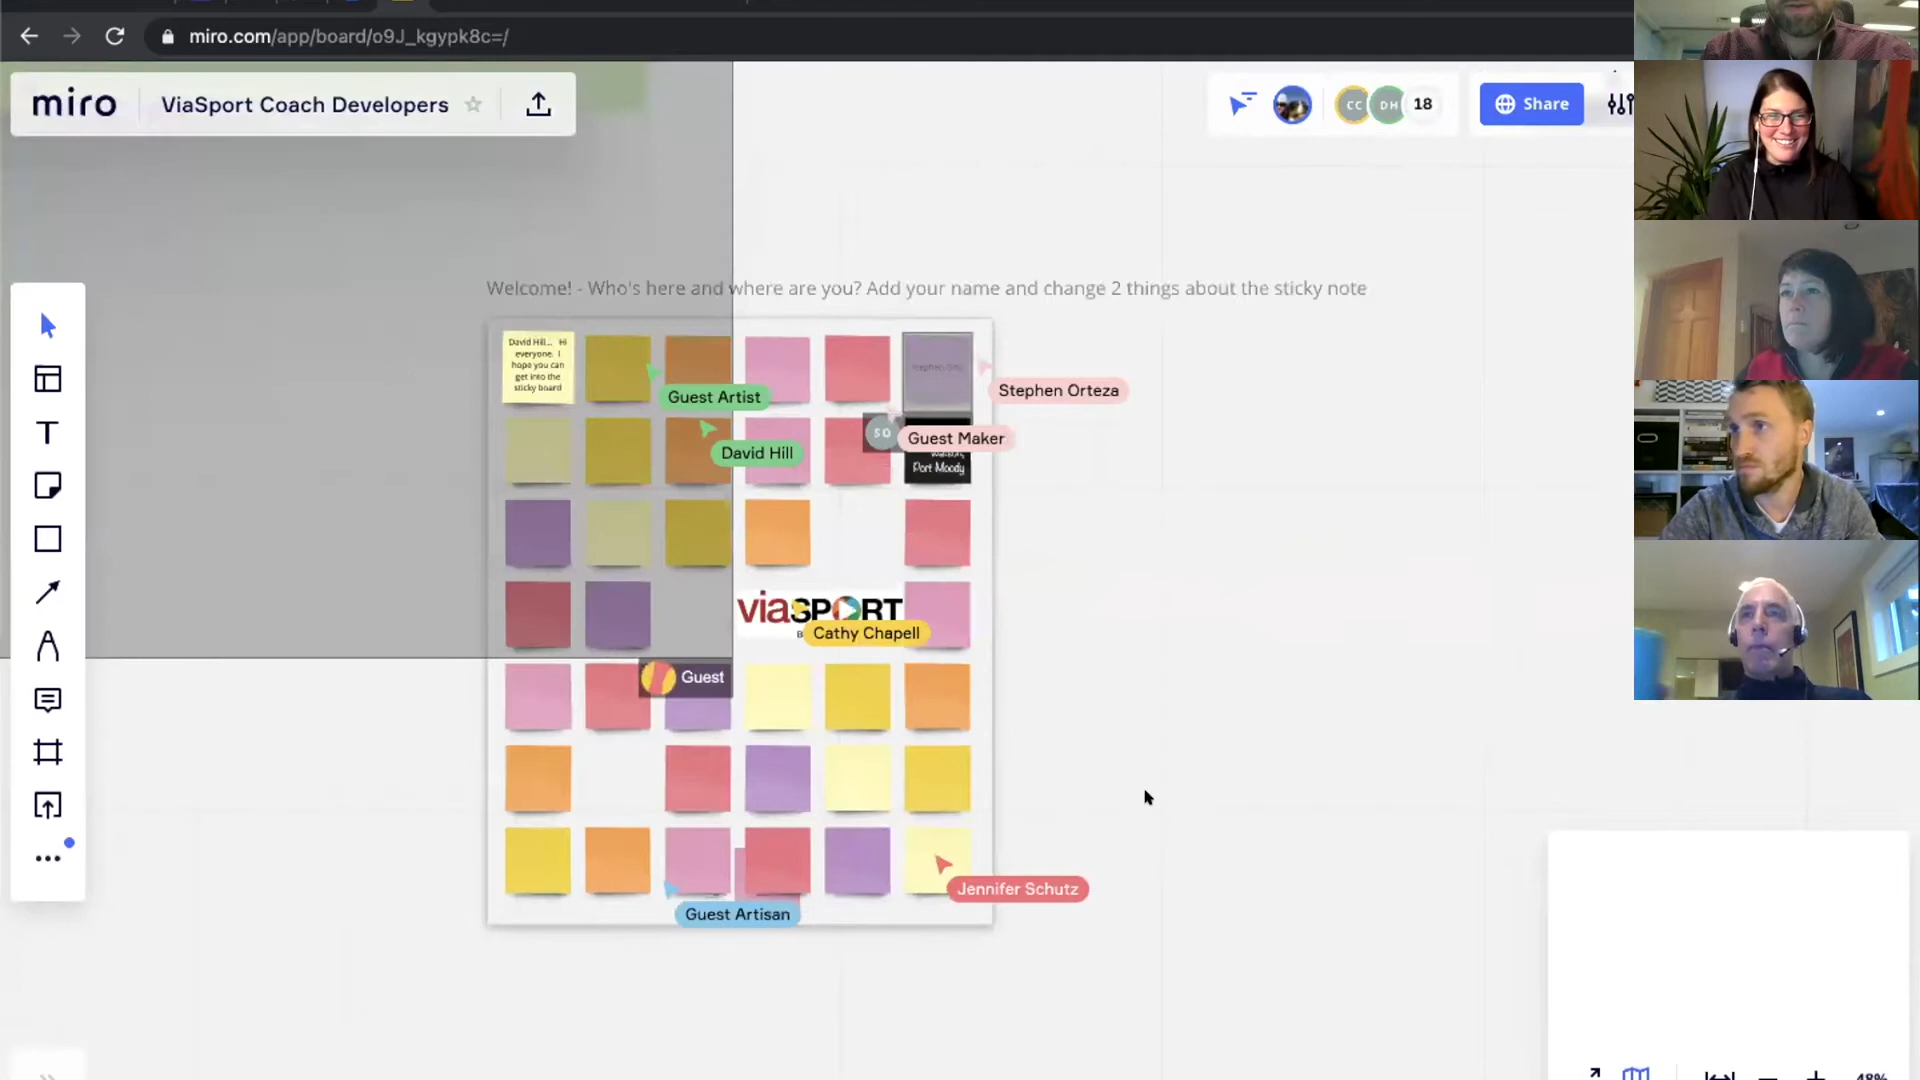 miro.com/app/board/o9J_kgypk8c=/
miro
ViaSport Coach Developers
CC
DH
18
Share
Welcome! - Who's here and where are you? Add your name and change 2 things about the sticky note
David Hill... Hi
everyone. I
hope you can
get into the
sticky board
Guest Artist
Stephen Orteza
SO
Guest Maker
David Hill
Port Moody
viaSPORT
Cathy Chapell
Guest
Jennifer Schutz
Guest Artisan
48%